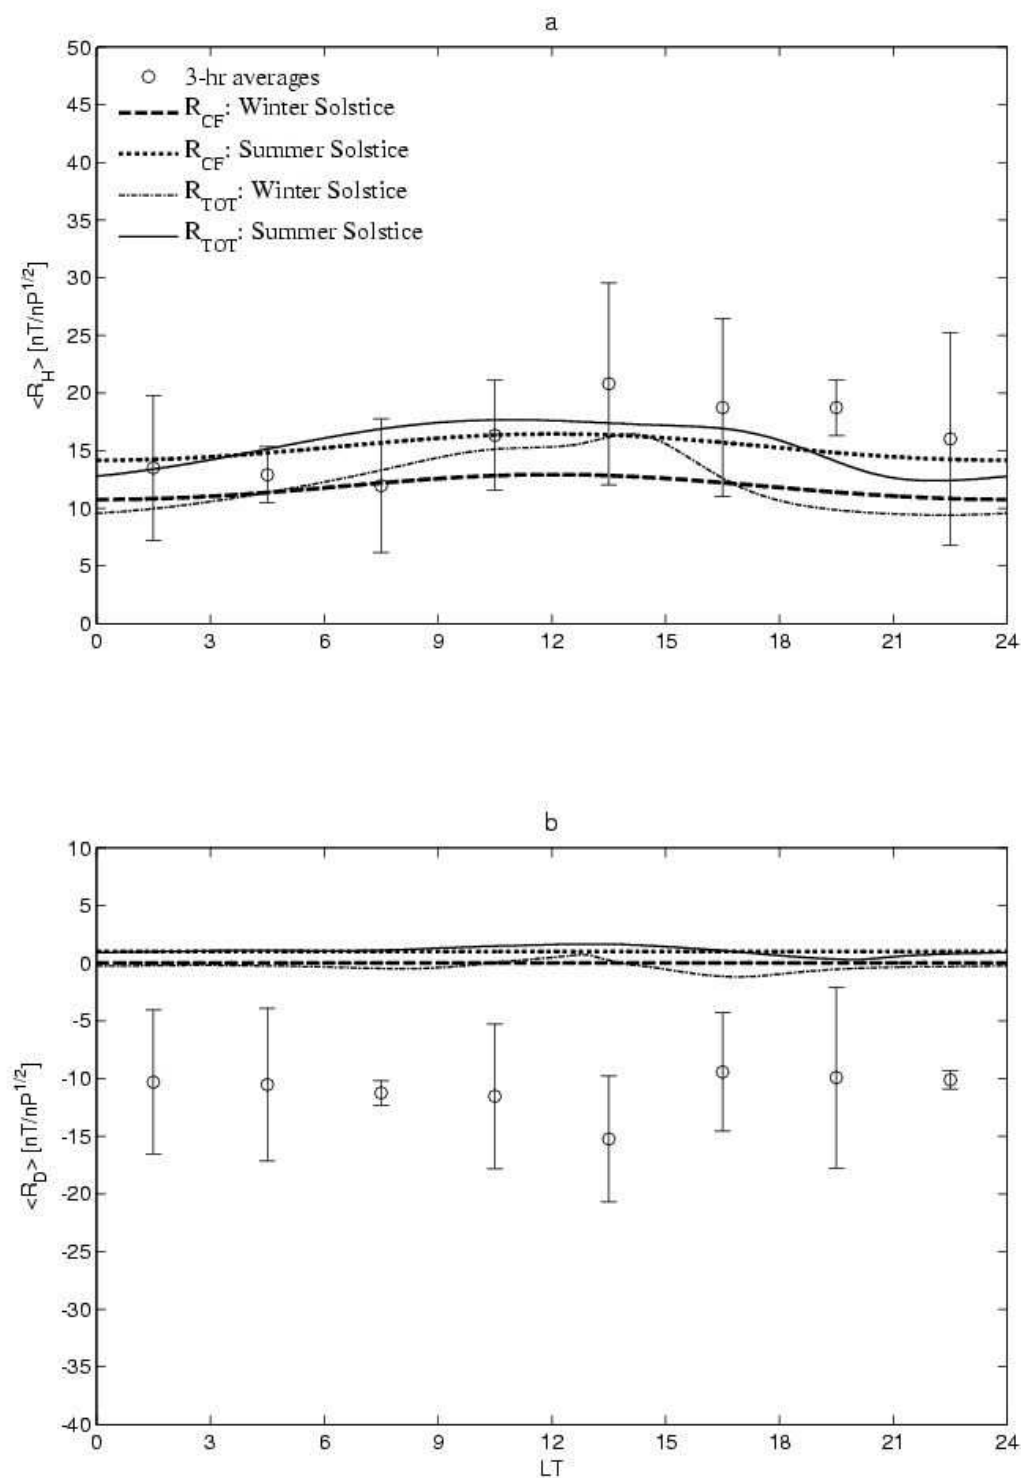 a
50
45
40
35
30
25
20
15
10
5
0
<R_H> [nT/nP^1/2]
3-hr averages
R_CF: Winter Solstice
R_CF: Summer Solstice
R_TOT: Winter Solstice
R_TOT: Summer Solstice
0 3 6 9 12 15 18 21 24
b
10
5
0
-5
-10
-15
-20
-25
-30
-35
-40
<R_D> [nT/nP^1/2]
0 3 6 9 12 15 18 21 24
LT